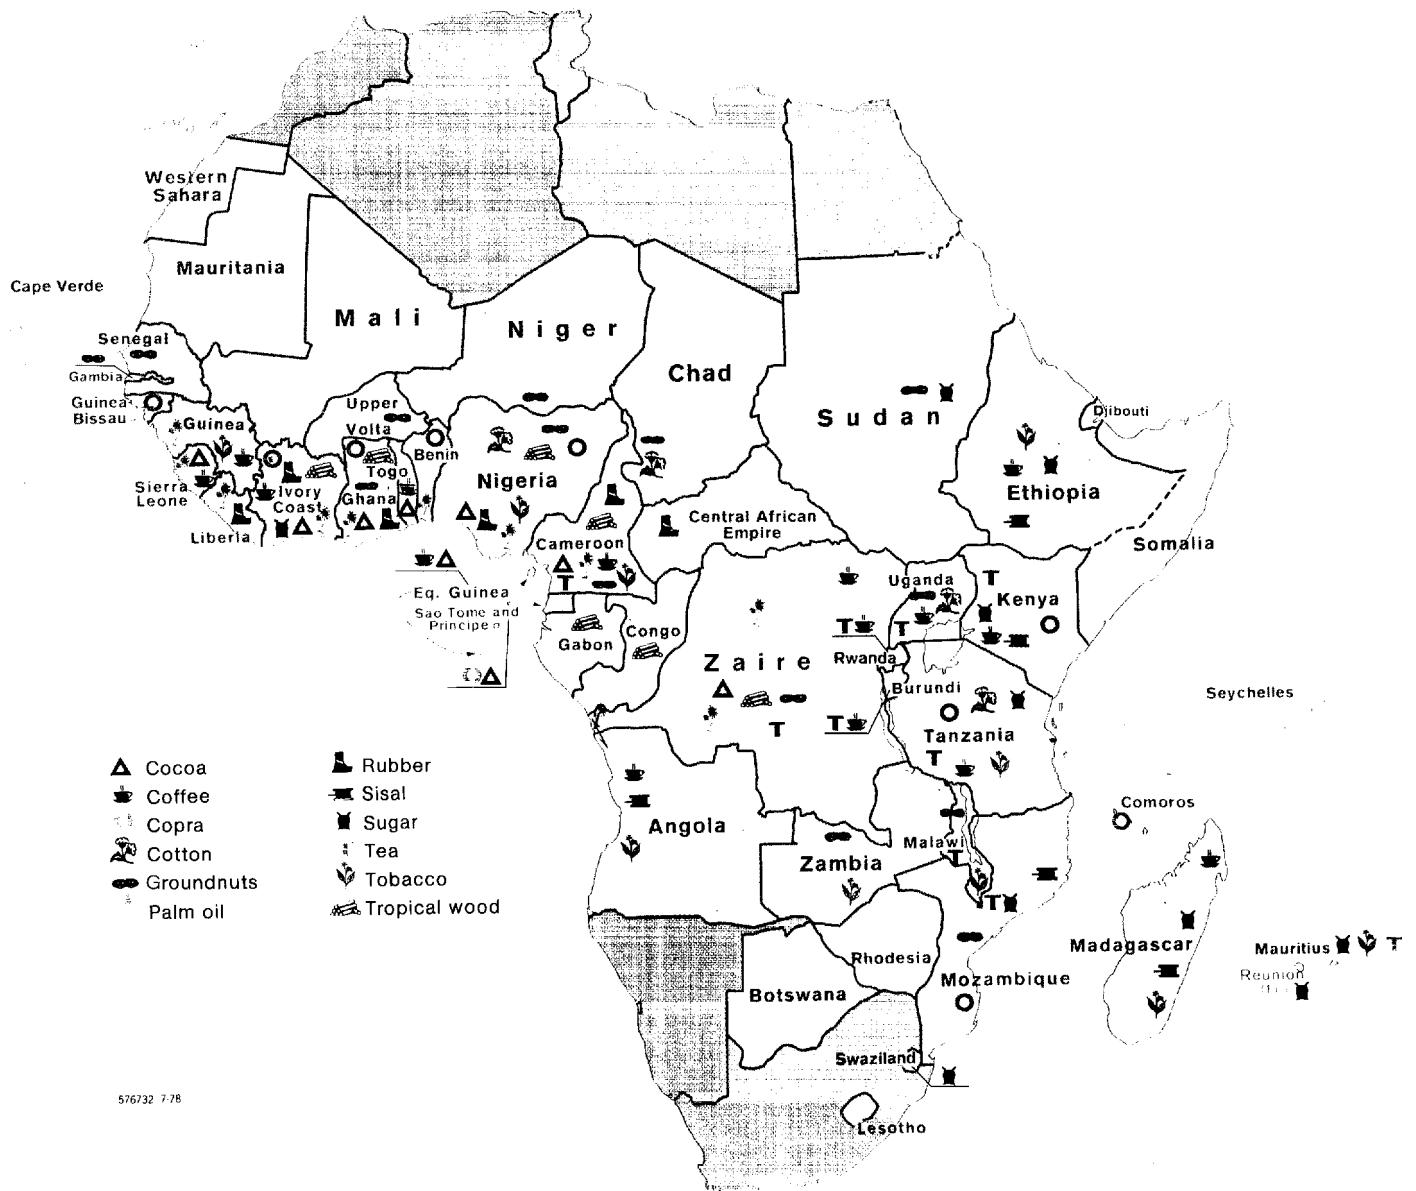 Western
Sahara
Mauritania
Cape Verde
Mali
Niger
Chad
Sudan
Senegal
Gambia
Guinea
Bissau
Guinea
Upper
Volta
Benin
Togo
Ghana
Ivory
Coast
Sierra
Leone
Liberia
Nigeria
Djibouti
Ethiopia
Somalia
Central African
Empire
Cameroon
Eq. Guinea
Sao Tome and
Principe
Gabon
Congo
Zaire
T
Uganda
T
Kenya
T
T
Rwanda
Burundi
T
T
Tanzania
T
Seychelles
Comoros
Angola
Zambia
Malawi
T
T
Madagascar
Mauritius
T
Reunion
Rhodesia
Mozambique
Botswana
Swaziland
Lesotho
T
Cocoa
Coffee
Copra
Cotton
Groundnuts
Palm oil
Rubber
Sisal
Sugar
Tea
Tobacco
Tropical wood
576732 7-78